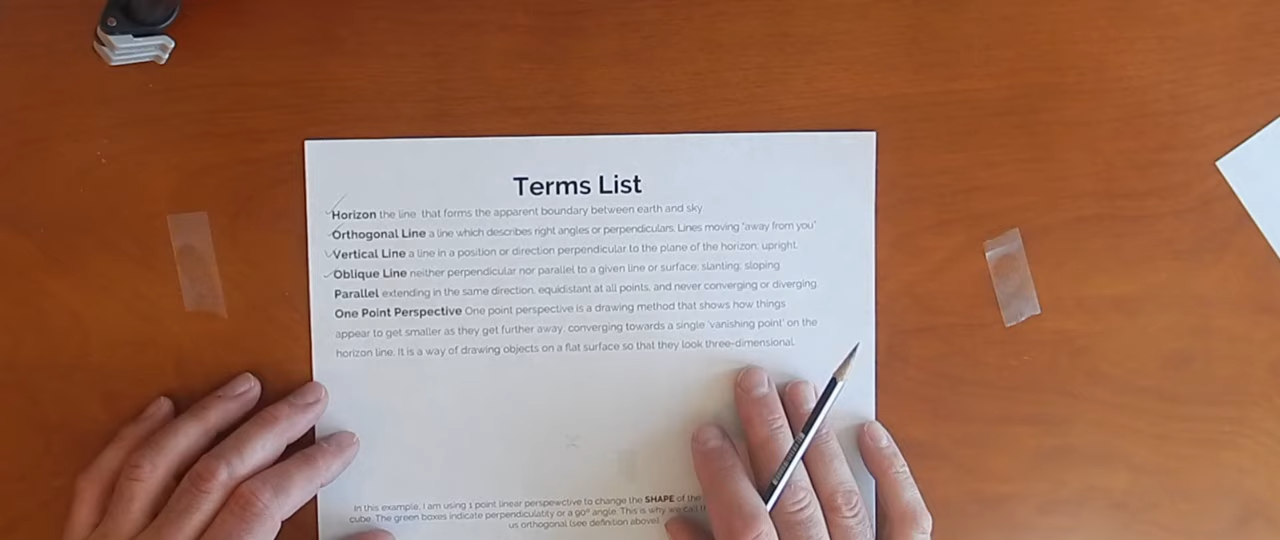 Terms List
Horizon the line that forms the apparent boundary between earth and sky
Orthogonal Line a line which describes right angles or perpendiculars. Lines moving "away from you"
Vertical Line a line in a position or direction perpendicular to the plane of the horizon; upright.
Oblique Line neither perpendicular nor parallel to a given line or surface; slanting; sloping
Parallel extending in the same direction, equidistant at all points, and never converging or diverging
One Point Perspective One point perspective is a drawing method that shows how things
appear to get smaller as they get further away, converging towards a single 'vanishing point' on the
horizon line. It is a way of drawing objects on a flat surface so that they look three-dimensional.
In this example, I am using 1 point linear perspewctive to change the SHAPE of the
cube. The green boxes indicate perpendiculatity or a 90° angle. This is why we call
us orthogonal (see definition above)